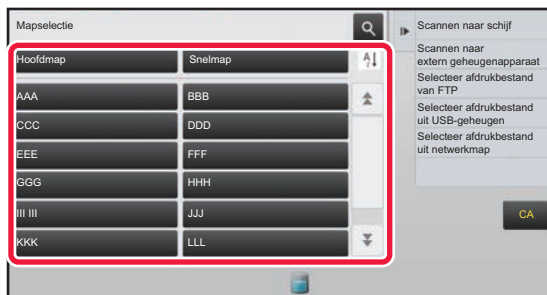 Mapselectie
Hoofdmap
Snelmap
AAA
BBB
CCC
DDD
EEE
FFF
GGG
HHH
III III
JJJ
KKK
LLL
Scannen naar schijf
Scannen naar
extern geheugenapparaat
Selecteer afdrukbestand
van FTP
Selecteer afdrukbestand
uit USB-geheugen
Selecteer afdrukbestand
uit netwerkmap
CA